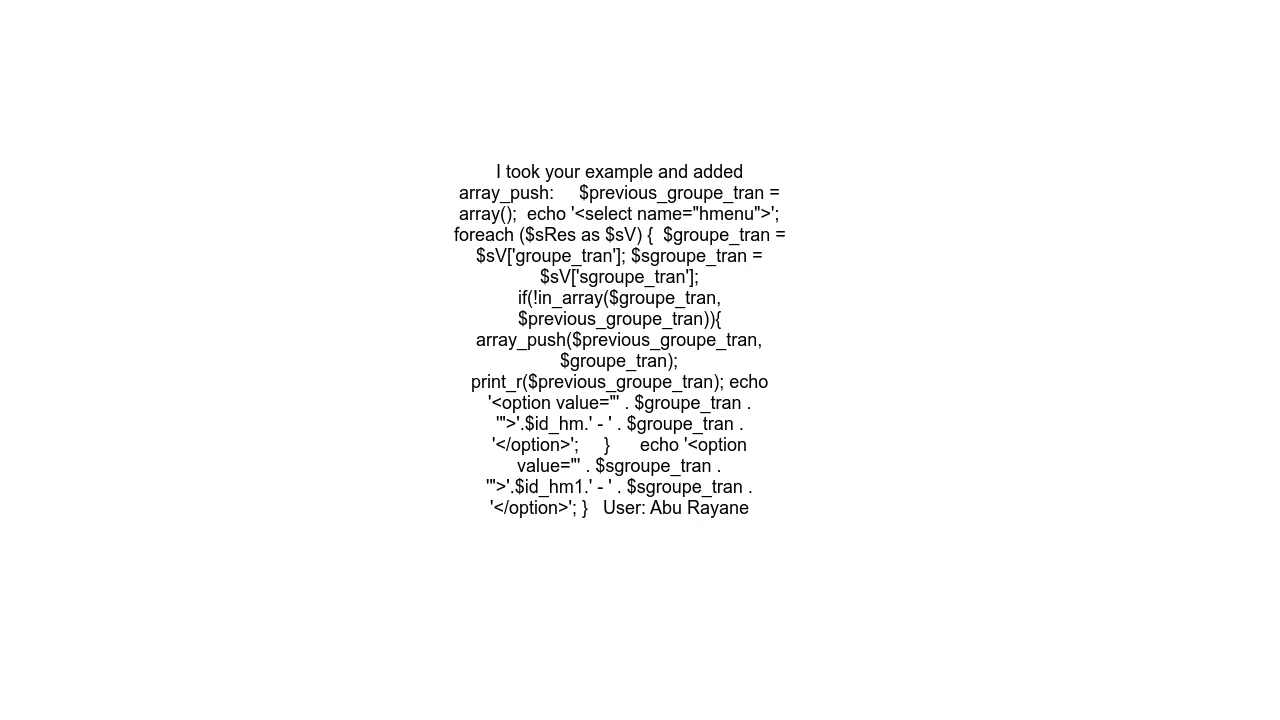 I took your example and added
array_push:     $previous_groupe_tran =
array();  echo '<select name="hmenu">';
foreach ($sRes as $sV) {  $groupe_tran =
$sV['groupe_tran']; $sgroupe_tran =
$sV['sgroupe_tran'];
if(!in_array($groupe_tran,
$previous_groupe_tran)){
array_push($previous_groupe_tran,
$groupe_tran);
print_r($previous_groupe_tran); echo
'<option value="' . $groupe_tran .
'">'.$id_hm.' - ' . $groupe_tran .
'</option>';     }      echo '<option
value="' . $sgroupe_tran .
'">'.$id_hm1.' - ' . $sgroupe_tran .
'</option>'; }   User: Abu Rayane